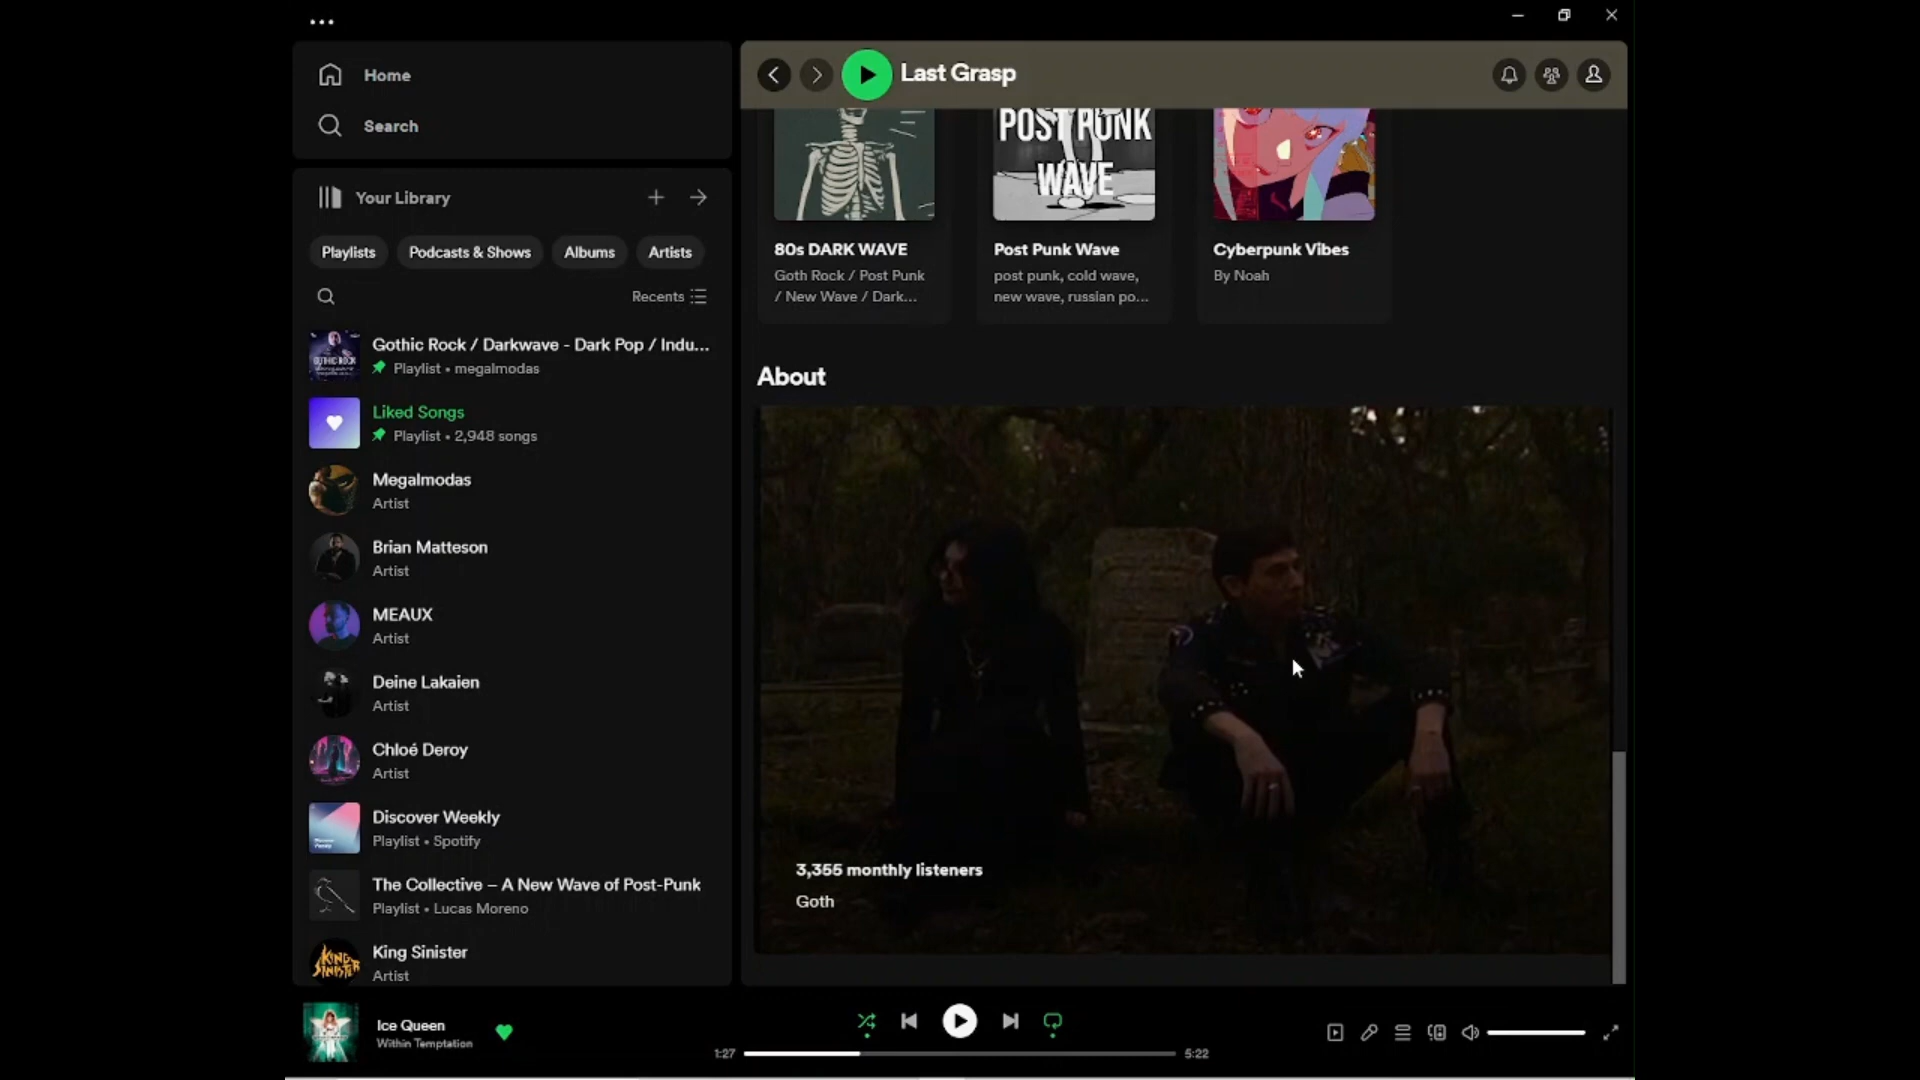 Home
Search
Your Library
Playlists
Podcasts & Shows
Albums
Artists
Recents
Gothic Rock / Darkwave - Dark Pop / Indu...
Playlist • megalmodas
Liked Songs
Playlist • 2,948 songs
Megalmodas
Artist
Brian Matteson
Artist
MEAUX
Artist
Deine Lakaien
Artist
Chloé Deroy
Artist
Discover Weekly
Playlist • Spotify
The Collective – A New Wave of Post-Punk
Playlist • Lucas Moreno
KING SINISTER
King Sinister
Artist
Last Grasp
POST PUNK
WAVE
80s DARK WAVE
Goth Rock / Post Punk
/ New Wave / Dark...
Post Punk Wave
post punk, cold wave,
new wave, russian po...
Cyberpunk Vibes
By Noah
About
3,355 monthly listeners
Goth
Ice Queen
Within Temptation
1:27
5:22